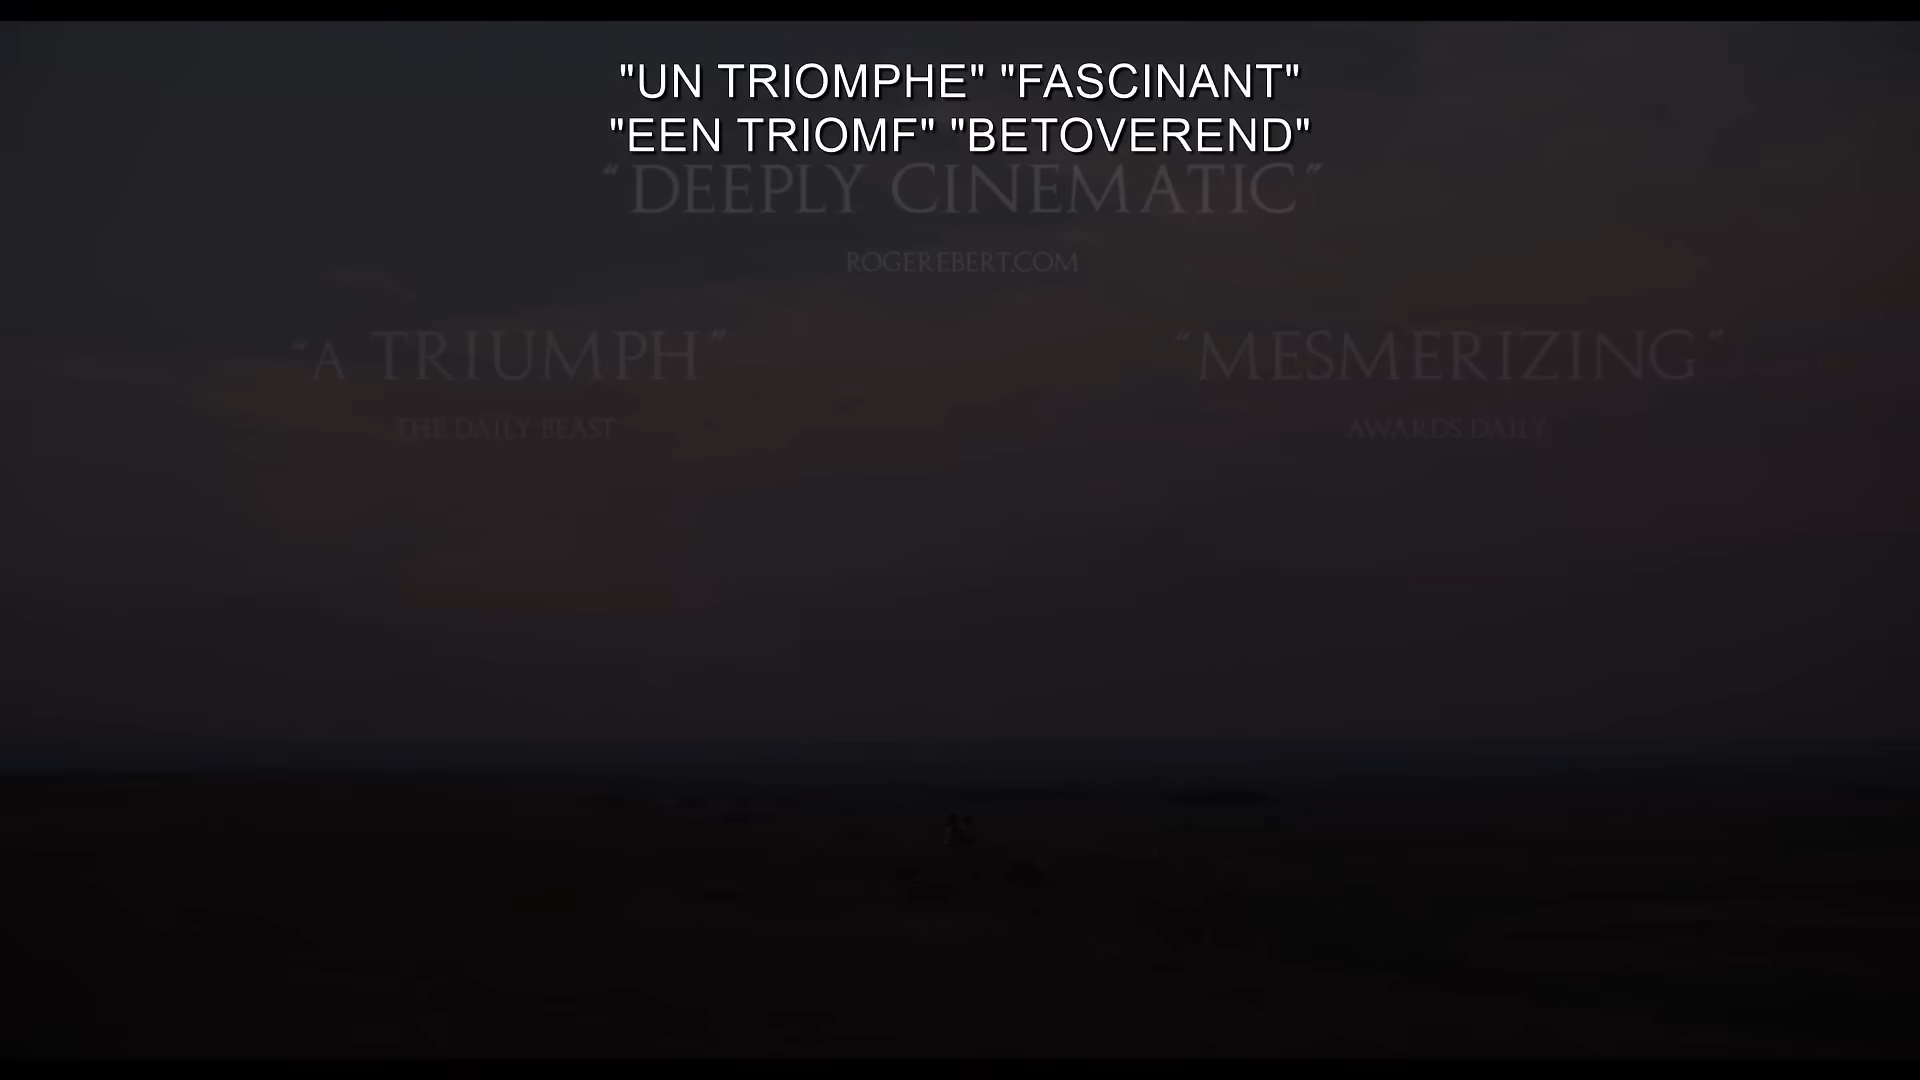 "UN TRIOMPHE" "FASCINANT"
"EEN TRIOMF" "BETOVEREND"
"DEEPLY CINEMATIC"
ROGEREBERT.COM
"A TRIUMPH"
THE DAILY BEAST
"MESMERIZING"
AWARDS DAILY